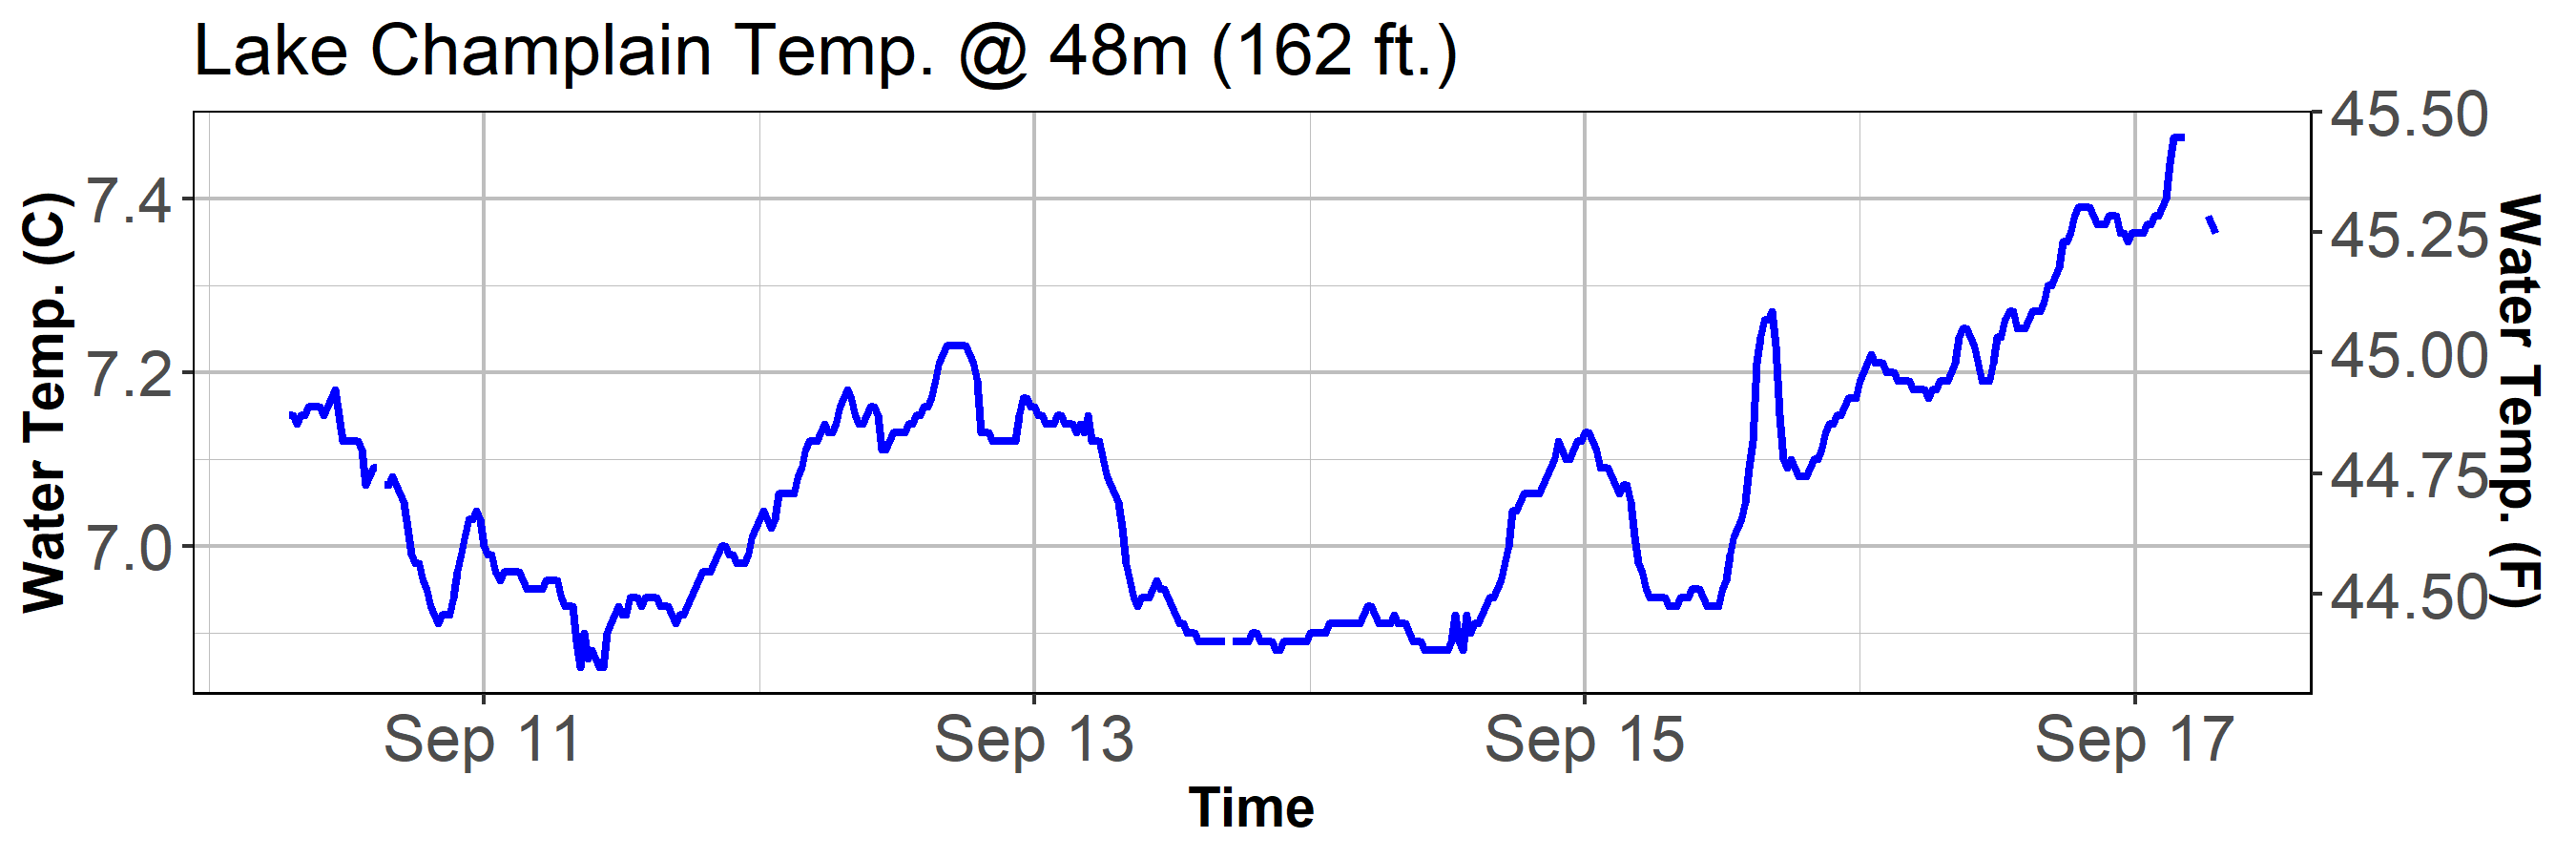 Lake Champlain Temp. @ 48m (162 ft.)
Water Temp. (C)
7.4
7.2
7.0
45.50
45.25
45.00
44.75
44.50
Water Temp. (F)
Sep 11
Sep 13
Sep 15
Sep 17
Time